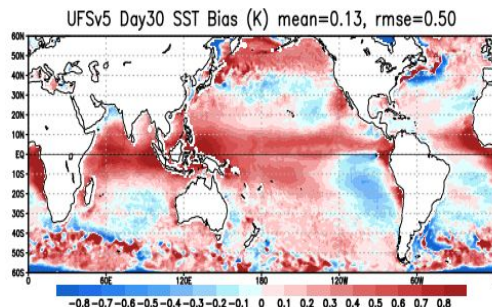 UFSv5 Day30 SST Bias (K) mean=0.13, rmse=0.50
60N
50N
40N
30N
20N
10N
EQ
10S
20S
30S
40S
50S
60S
0 60E 120E 180 120W 60W 0
-0.8 -0.7 -0.6 -0.5 -0.4 -0.3 -0.2 -0.1 0 0.1 0.2 0.3 0.4 0.5 0.6 0.7 0.8